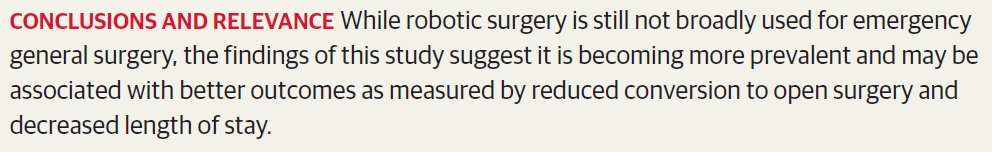 CONCLUSIONS AND RELEVANCE While robotic surgery is still not broadly used for emergency
general surgery, the findings of this study suggest it is becoming more prevalent and may be
associated with better outcomes as measured by reduced conversion to open surgery and
decreased length of stay.